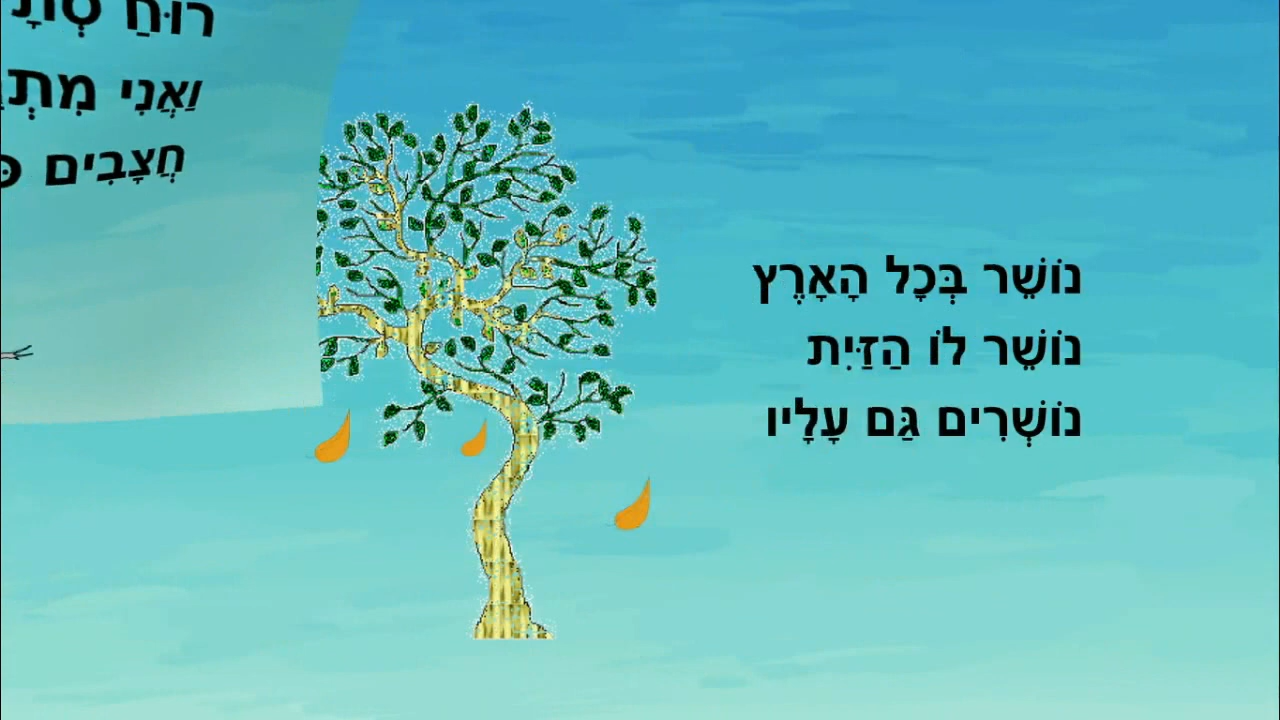 רוּחַ
וַאֲנִי
חֲצָבִים
נוֹשֵׁר בְּכָל הָאָרֶץ
נוֹשֵׁר לוֹ הַזַּיִת
נוֹשְׁרִים גַּם עָלָיו